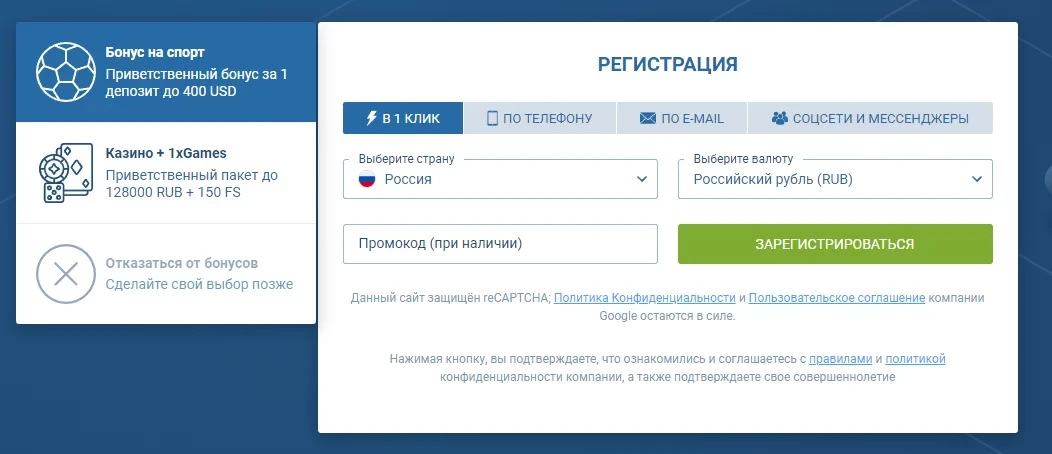 Бонус на спорт
Приветственный бонус за 1
депозит до 400 USD
Казино + 1xGames
Приветственный пакет до
128000 RUB + 150 FS
Отказаться от бонусов
Сделайте свой выбор позже
РЕГИСТРАЦИЯ
В 1 КЛИК
ПО ТЕЛЕФОНУ
ПО E-MAIL
СОЦСЕТИ И МЕССЕНДЖЕРЫ
Выберите страну
Россия
Выберите валюту
Российский рубль (RUB)
Промокод (при наличии)
ЗАРЕГИСТРИРОВАТЬСЯ
Данный сайт защищён reCAPTCHA; Политика Конфиденциальности и Пользовательское соглашение компании
Google остаются в силе.
Нажимая кнопку, вы подтверждаете, что ознакомились и соглашаетесь с правилами и политикой
конфиденциальности компании, а также подтверждаете свое совершеннолетие